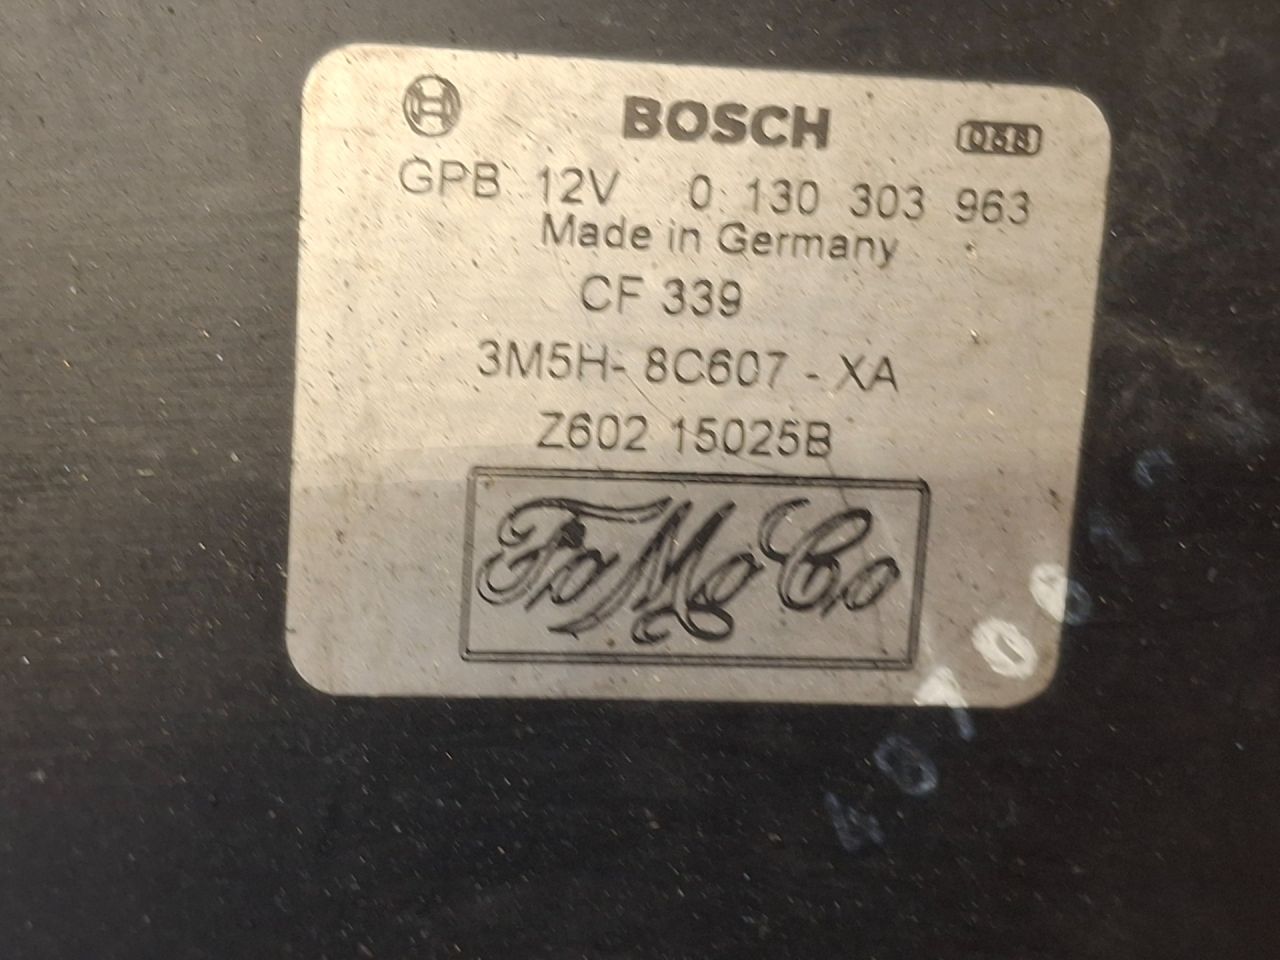 BOSCH
GPB 12V 0 130 303 963
Made in Germany
CF 339
3M5H- 8C607 - XA
Z602 15025B
FoMoCo